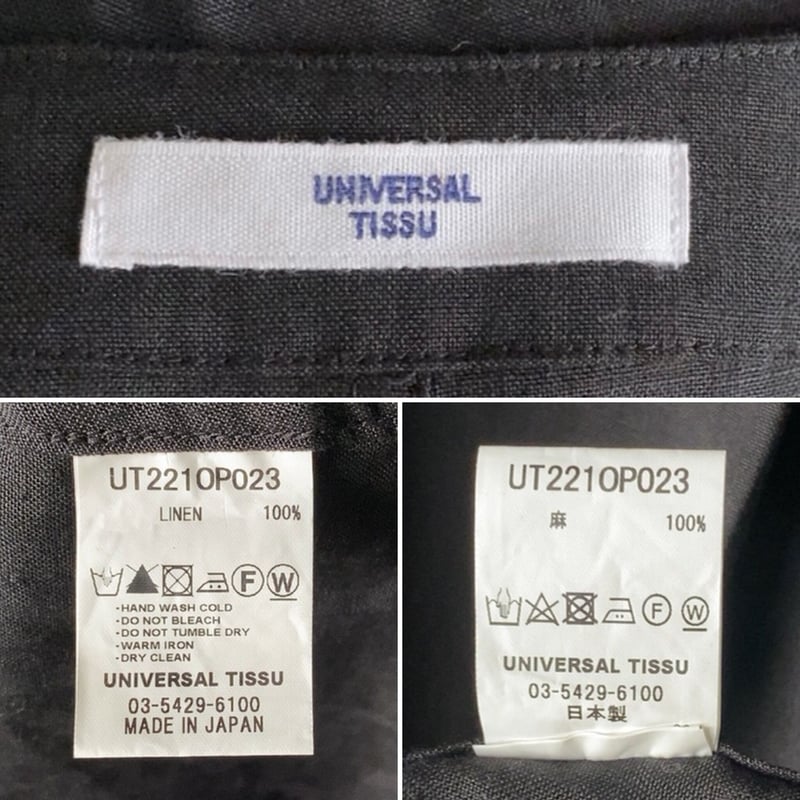 UNIVERSAL
TISSU
UT221OP023
LINEN 100%
F W
-HAND WASH COLD
-DO NOT BLEACH
-DO NOT TUMBLE DRY
-WARM IRON
-DRY CLEAN
UNIVERSAL TISSU
03-5429-6100
MADE IN JAPAN
UT221OP023
麻 100%
F W
UNIVERSAL TISSU
03-5429-6100
日本製